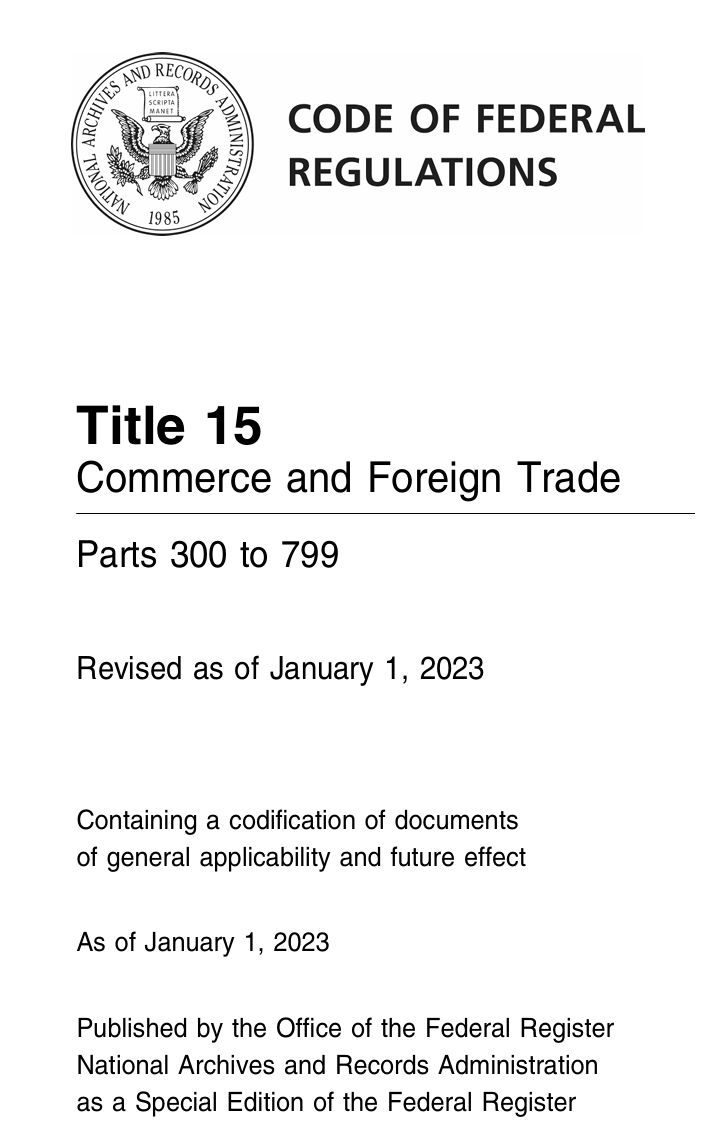 NATIONAL ARCHIVES AND RECORDS ADMINISTRATION
LITTERA
SCRIPTA
MANET
1985
CODE OF FEDERAL
REGULATIONS
Title 15
Commerce and Foreign Trade
Parts 300 to 799
Revised as of January 1, 2023
Containing a codification of documents
of general applicability and future effect
As of January 1, 2023
Published by the Office of the Federal Register
National Archives and Records Administration
as a Special Edition of the Federal Register